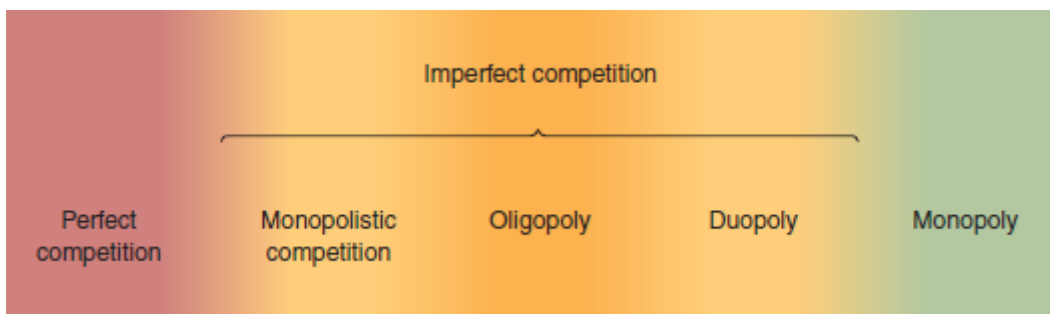 Imperfect competition
Perfect
competition
Monopolistic
competition
Oligopoly
Duopoly
Monopoly